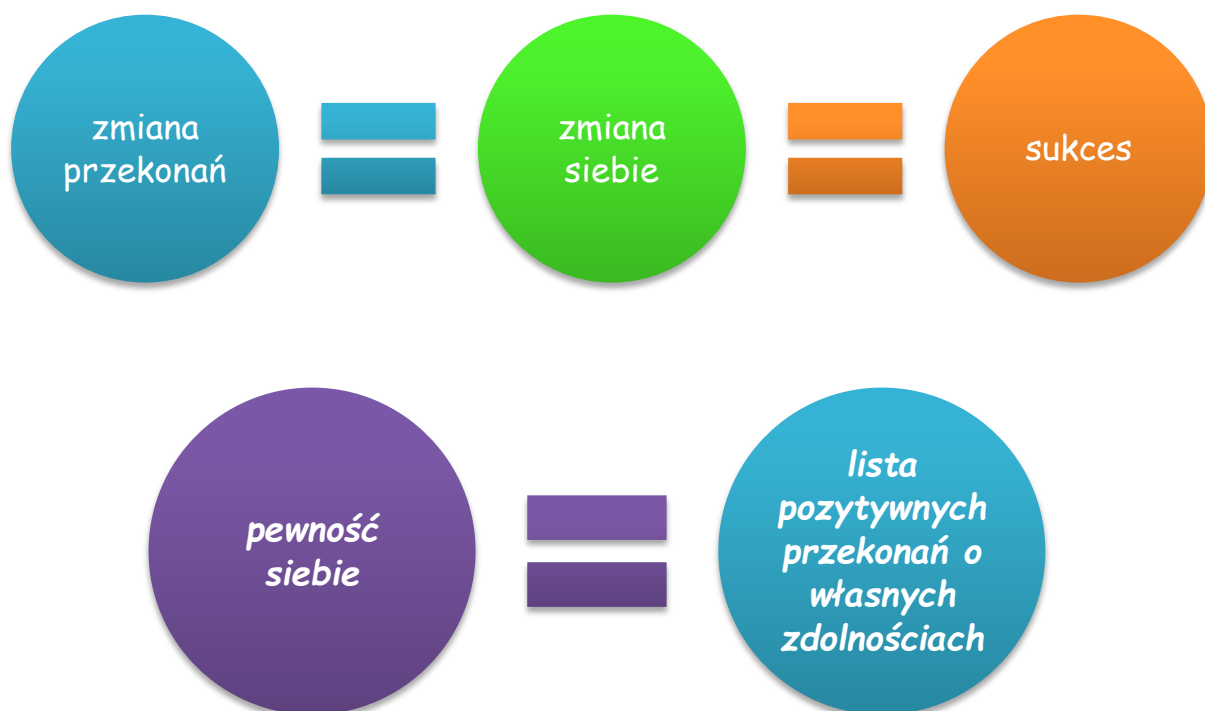 zmiana
przekonań
zmiana
siebie
sukces
pewność
siebie
lista
pozytywnych
przekonań o
własnych
zdolnościach